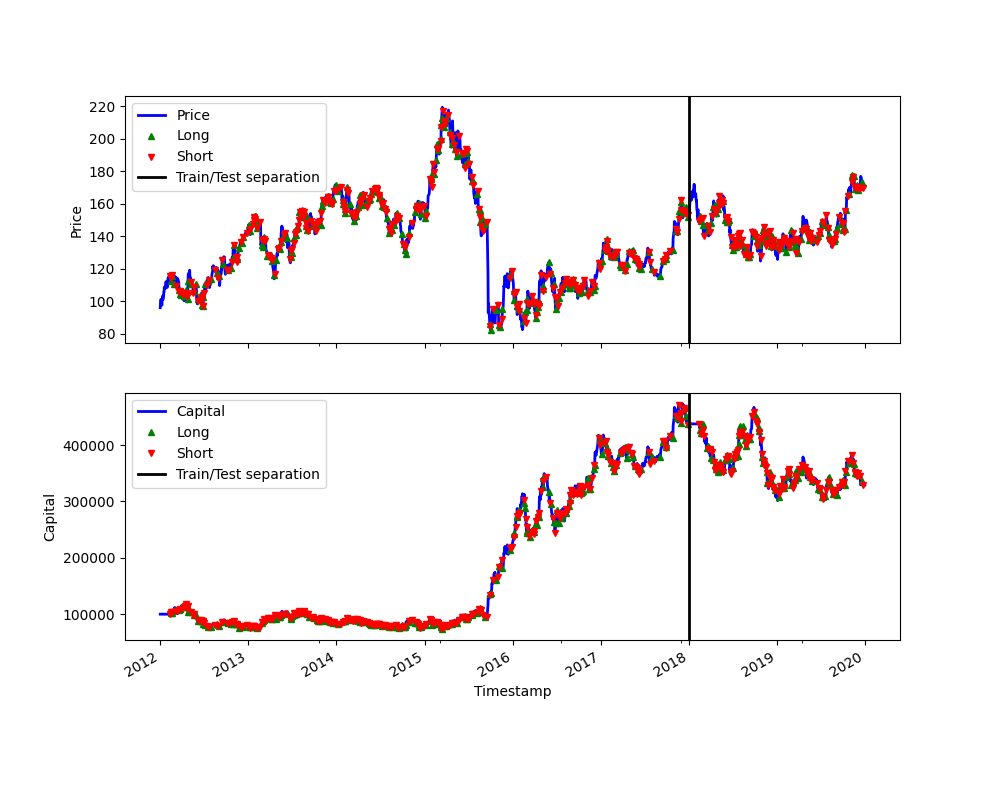 220
200
180
160
140
120
100
80
Price
Price
Long
Short
Train/Test separation
400000
300000
200000
100000
Capital
Capital
Long
Short
Train/Test separation
2012
2013
2014
2015
2016
2017
2018
2019
2020
Timestamp